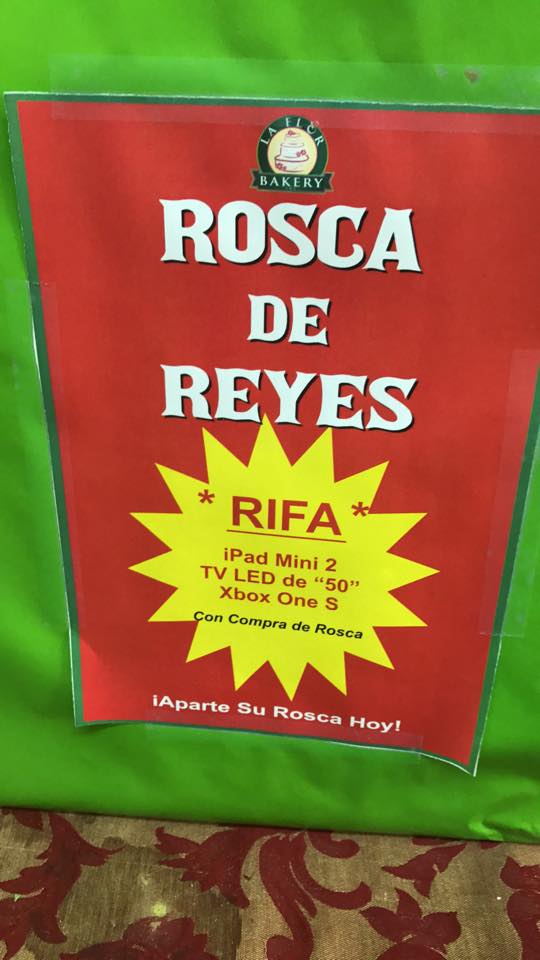 LA FLOR
BAKERY
ROSCA
DE
REYES
* RIFA *
iPad Mini 2
TV LED de “50”
Xbox One S
Con Compra de Rosca
¡Aparte Su Rosca Hoy!